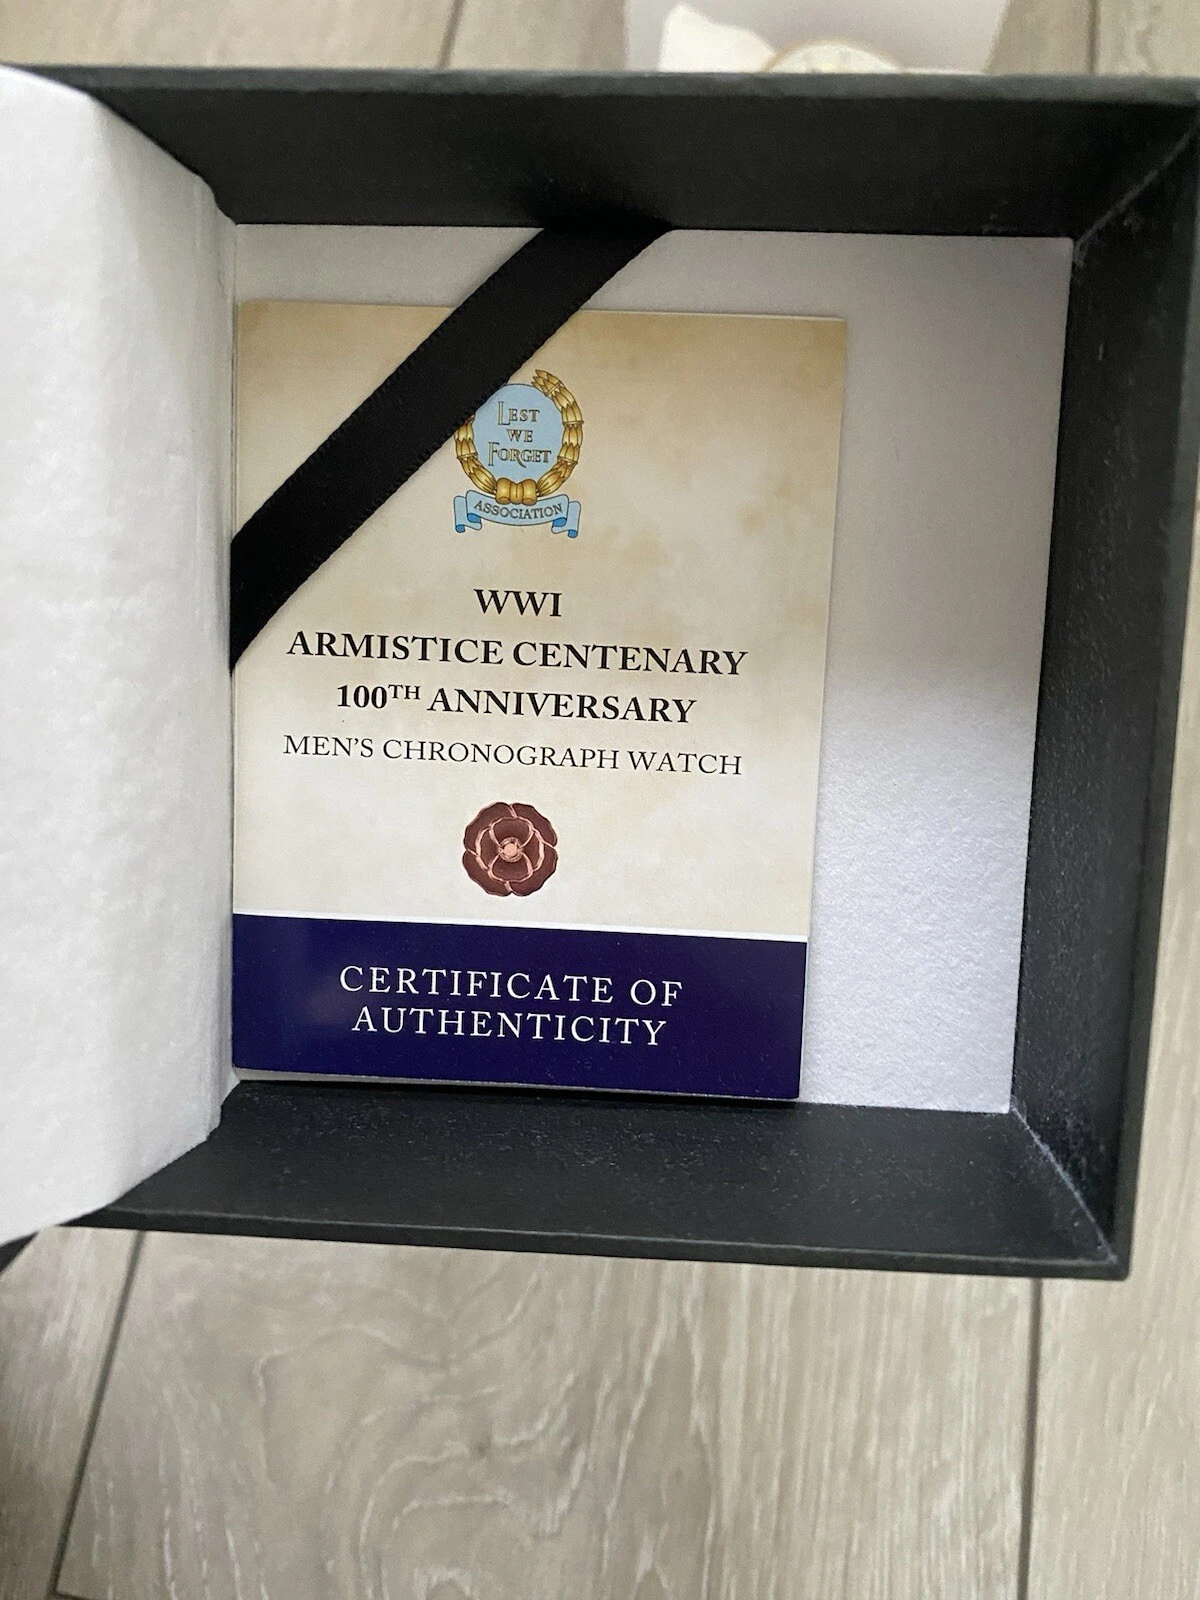 LEST
WE
FORGET
ASSOCIATION
WWI
ARMISTICE CENTENARY
100TH ANNIVERSARY
MEN'S CHRONOGRAPH WATCH
CERTIFICATE OF
AUTHENTICITY